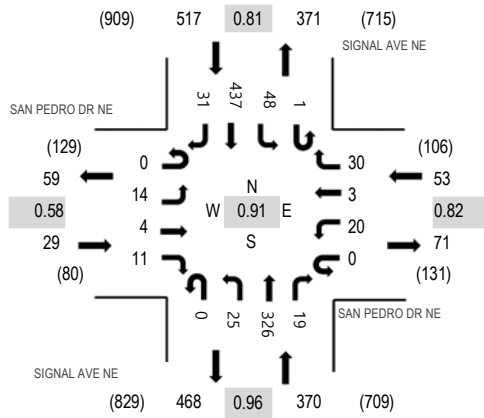 (909) 517 0.81 371 (715)
SIGNAL AVE NE
31 437 48 1
SAN PEDRO DR NE
(129) (106)
0 30
59 53
14 N 3
0.58 W 0.91 E 0.82
4 20
29 S 71
11 0
(80) (131)
0 25 326 19
SAN PEDRO DR NE
SIGNAL AVE NE
(829) 468 0.96 370 (709)